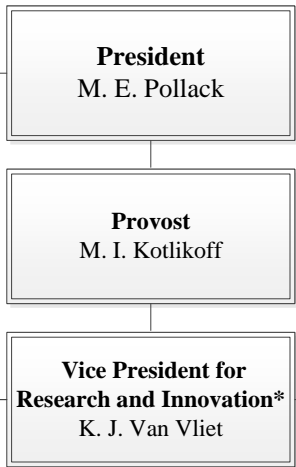 President
M. E. Pollack
Provost
M. I. Kotlikoff
Vice President for
Research and Innovation*
K. J. Van Vliet